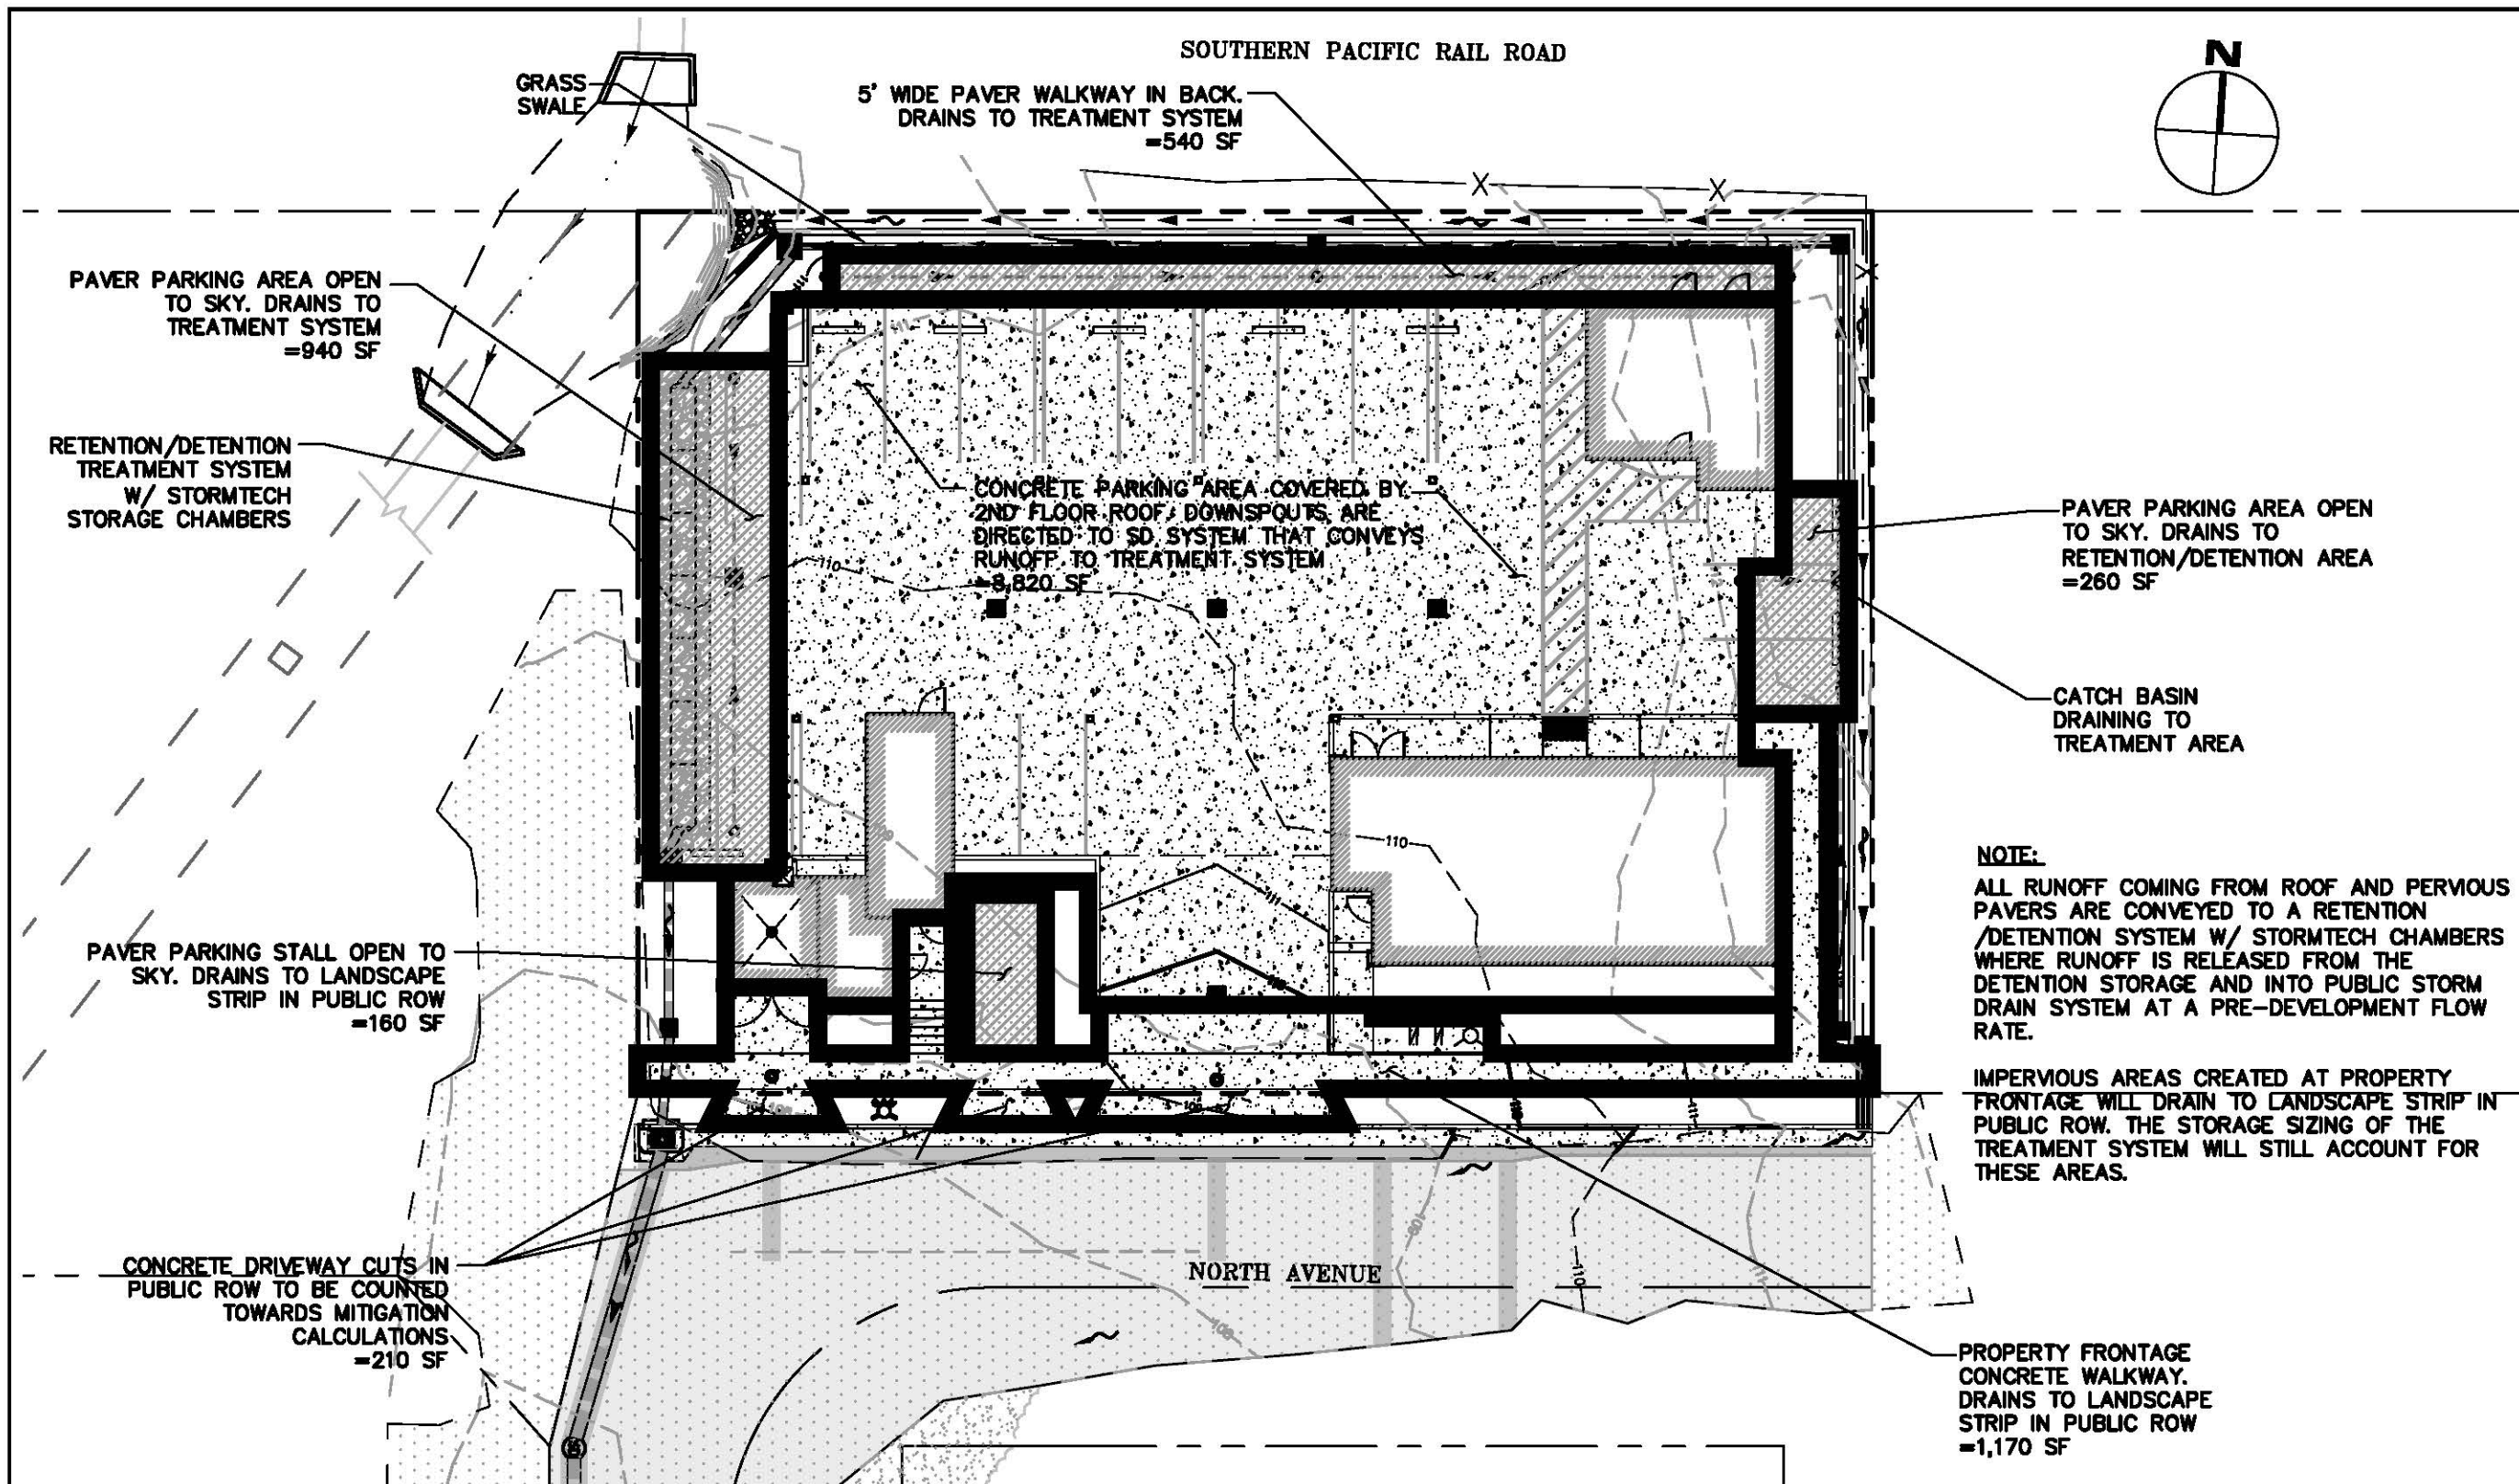 SOUTHERN PACIFIC RAIL ROAD
N
GRASS
SWALE
5' WIDE PAVER WALKWAY IN BACK.
DRAINS TO TREATMENT SYSTEM
=540 SF
PAVER PARKING AREA OPEN
TO SKY. DRAINS TO
TREATMENT SYSTEM
=940 SF
RETENTION/DETENTION
TREATMENT SYSTEM
W/ STORMTECH
STORAGE CHAMBERS
CONCRETE PARKING AREA COVERED BY
2ND FLOOR ROOF. DOWNSPOUTS ARE
DIRECTED TO SD SYSTEM THAT CONVEYS
RUNOFF TO TREATMENT SYSTEM
=8,820 SF
110
PAVER PARKING AREA OPEN
TO SKY. DRAINS TO
RETENTION/DETENTION AREA
=260 SF
CATCH BASIN
DRAINING TO
TREATMENT AREA
110
NOTE:
ALL RUNOFF COMING FROM ROOF AND PERVIOUS
PAVERS ARE CONVEYED TO A RETENTION
/DETENTION SYSTEM W/ STORMTECH CHAMBERS
WHERE RUNOFF IS RELEASED FROM THE
DETENTION STORAGE AND INTO PUBLIC STORM
DRAIN SYSTEM AT A PRE-DEVELOPMENT FLOW
RATE.
IMPERVIOUS AREAS CREATED AT PROPERTY
FRONTAGE WILL DRAIN TO LANDSCAPE STRIP IN
PUBLIC ROW. THE STORAGE SIZING OF THE
TREATMENT SYSTEM WILL STILL ACCOUNT FOR
THESE AREAS.
PAVER PARKING STALL OPEN TO
SKY. DRAINS TO LANDSCAPE
STRIP IN PUBLIC ROW
=160 SF
CONCRETE DRIVEWAY CUTS IN
PUBLIC ROW TO BE COUNTED
TOWARDS MITIGATION
CALCULATIONS
=210 SF
NORTH AVENUE
110
108
PROPERTY FRONTAGE
CONCRETE WALKWAY.
DRAINS TO LANDSCAPE
STRIP IN PUBLIC ROW
=1,170 SF